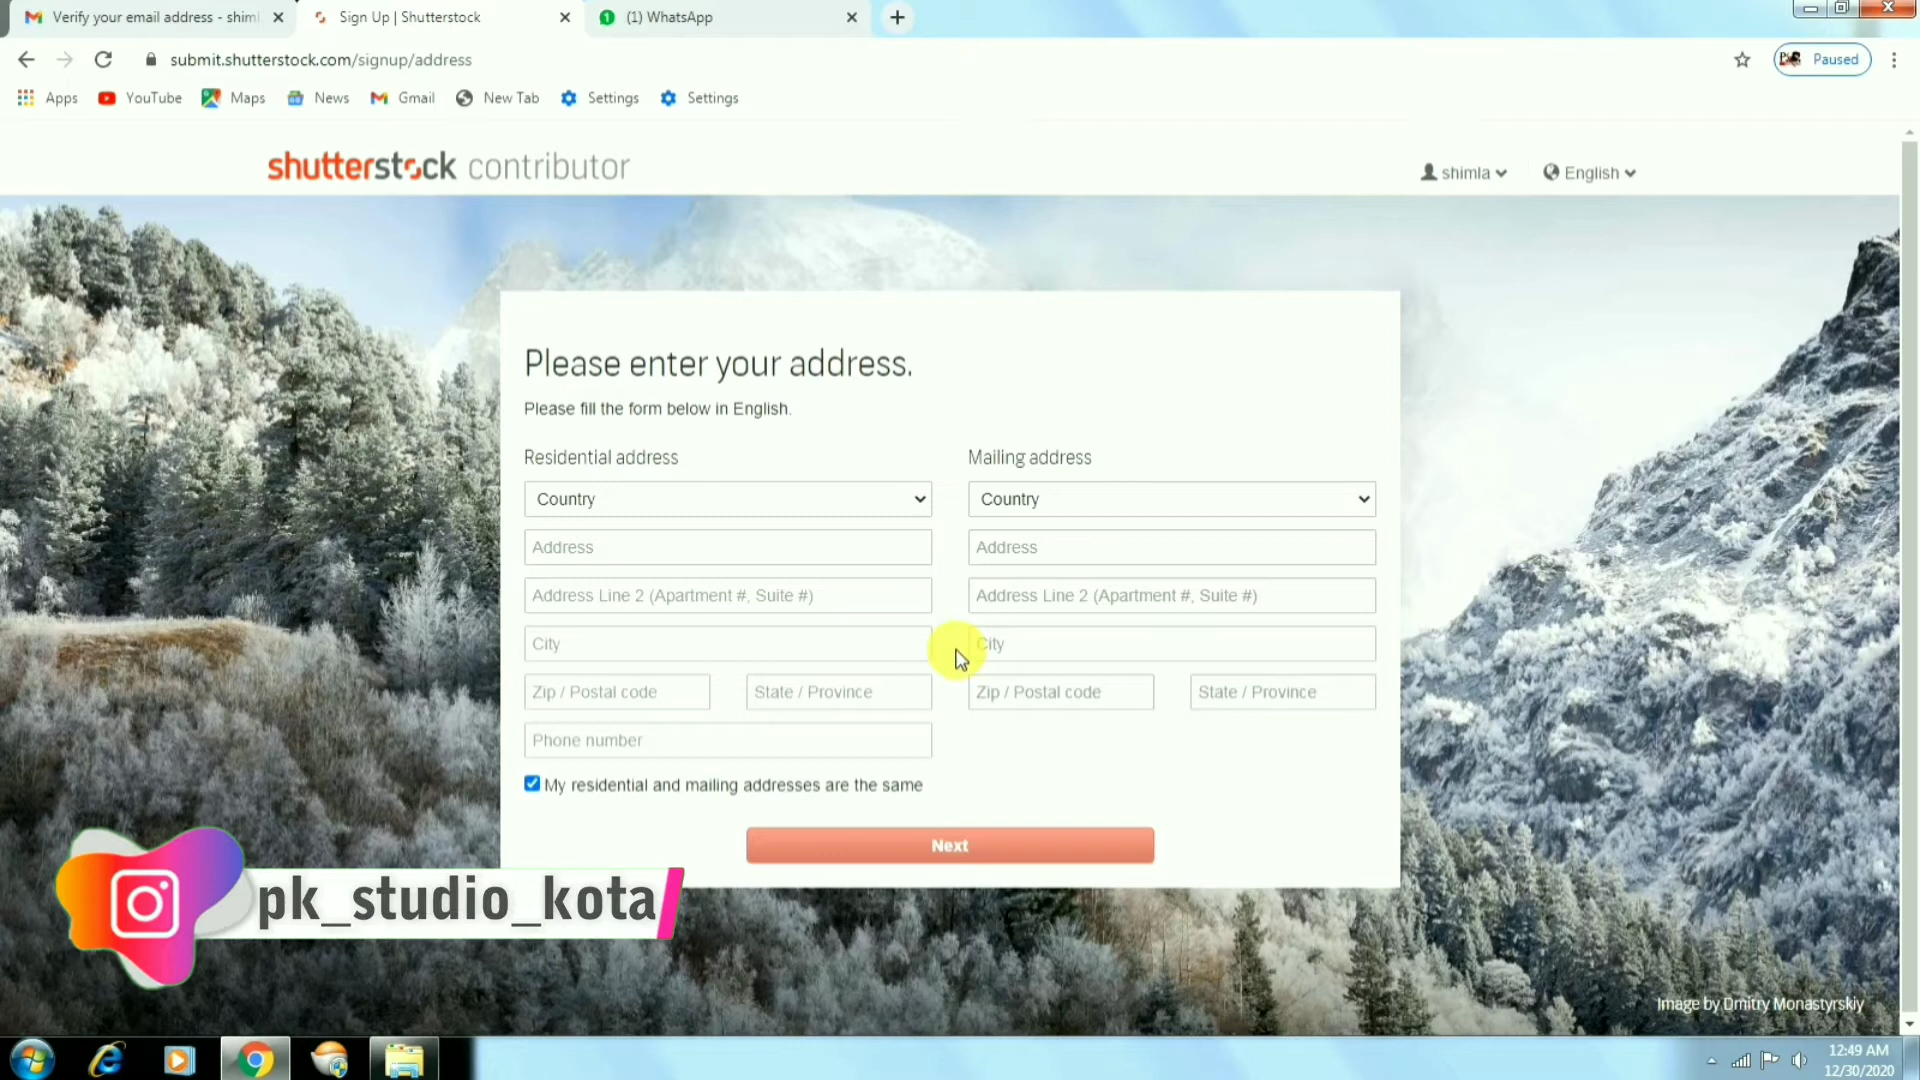 Verify your email address - shiml
Sign Up | Shutterstock
1
(1) WhatsApp
submit.shutterstock.com/signup/address
Paused
Apps
YouTube
Maps
News
Gmail
New Tab
Settings
Settings
shutterstock contributor
shimla
English
Please enter your address.
Please fill the form below in English.
Residential address
Mailing address
Country
Country
Address
Address
Address Line 2 (Apartment #, Suite #)
Address Line 2 (Apartment #, Suite #)
City
City
Zip / Postal code
State / Province
Zip / Postal code
State / Province
Phone number
My residential and mailing addresses are the same
Next
pk_studio_kota
Image by Dmitry Monastyrskiy
12:49 AM
12/30/2020